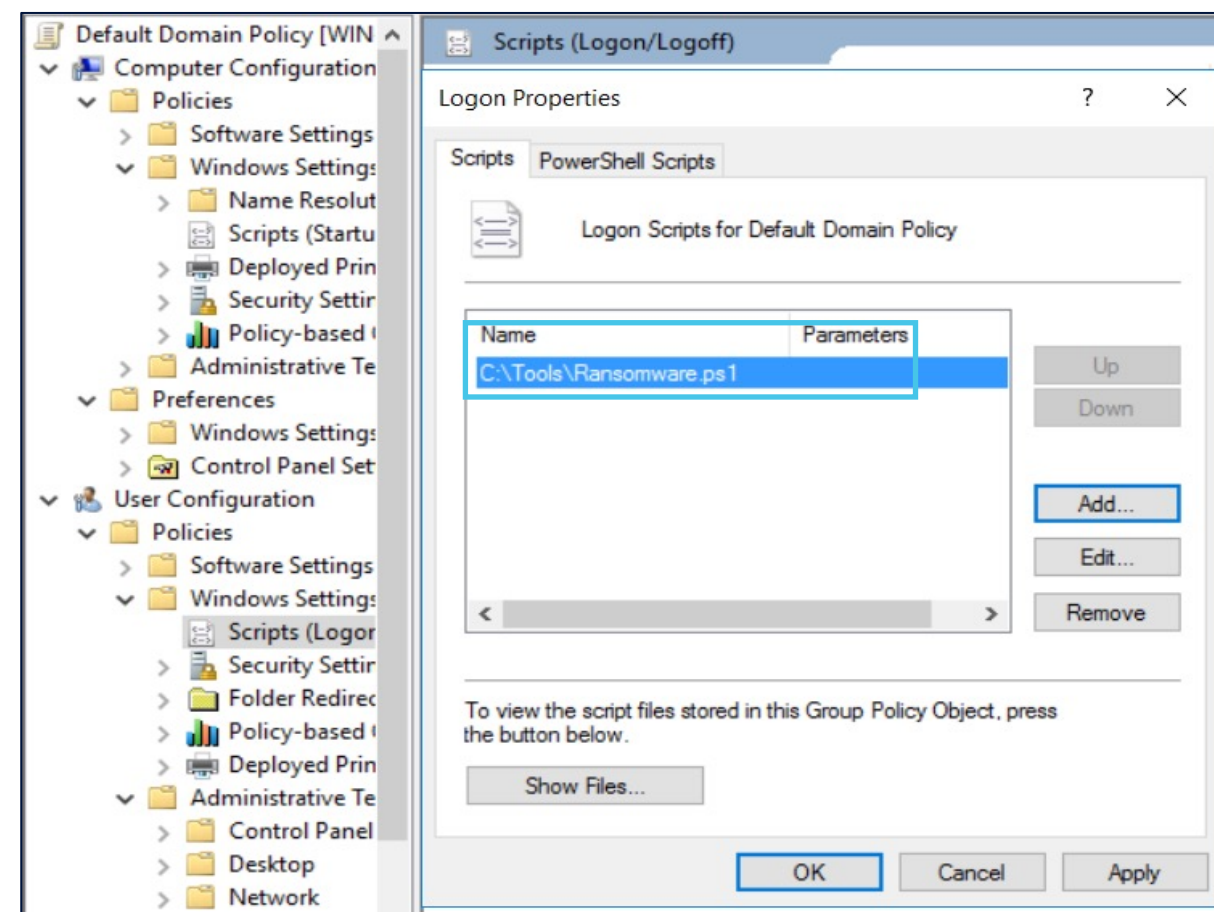 Default Domain Policy [WIN
Computer Configuration
Policies
Software Settings
Windows Settings
Name Resolut
Scripts (Startu
Deployed Prin
Security Settir
Policy-based
Administrative Te
Preferences
Windows Settings
Control Panel Set
User Configuration
Policies
Software Settings
Windows Settings
Scripts (Logor
Security Settir
Folder Redirec
Policy-based
Deployed Prin
Administrative Te
Control Panel
Desktop
Network
Scripts (Logon/Logoff)
Logon Properties
?
Scripts PowerShell Scripts
Logon Scripts for Default Domain Policy
Name Parameters
C:\Tools\Ransomware.ps1
Up
Down
Add...
Edit...
Remove
To view the script files stored in this Group Policy Object, press
the button below.
Show Files...
OK Cancel Apply